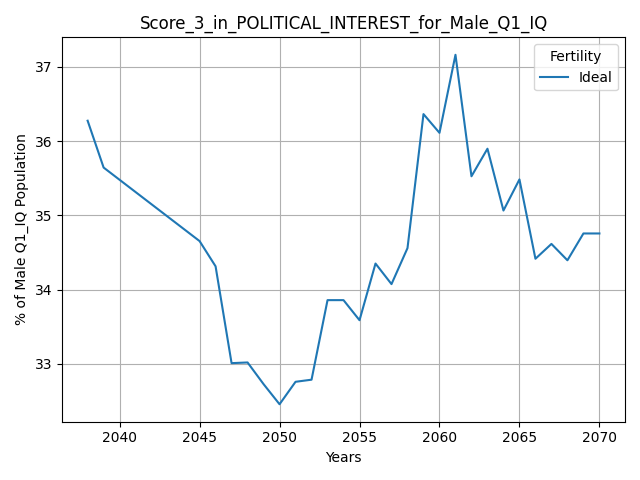 Score_3_in_POLITICAL_INTEREST_for_Male_Q1_IQ
Fertility
Ideal
% of Male Q1_IQ Population
37
36
35
34
33
2040 2045 2050 2055 2060 2065 2070
Years